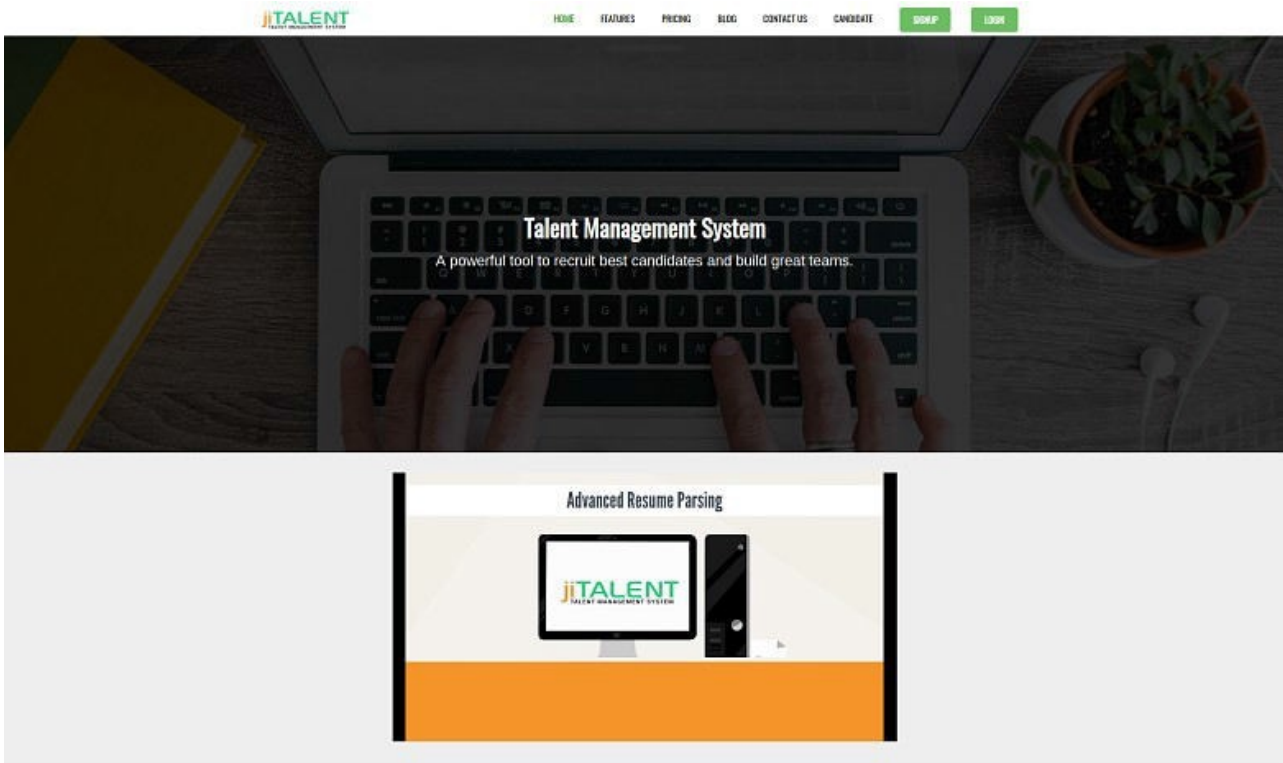 jiTALENT
TALENT MANAGEMENT SYSTEM
HOME FEATURES PRICING BLOG CONTACT US CANDIDATE SIGNUP LOGIN
Talent Management System
A powerful tool to recruit best candidates and build great teams.
Advanced Resume Parsing
jiTALENT
TALENT MANAGEMENT SYSTEM